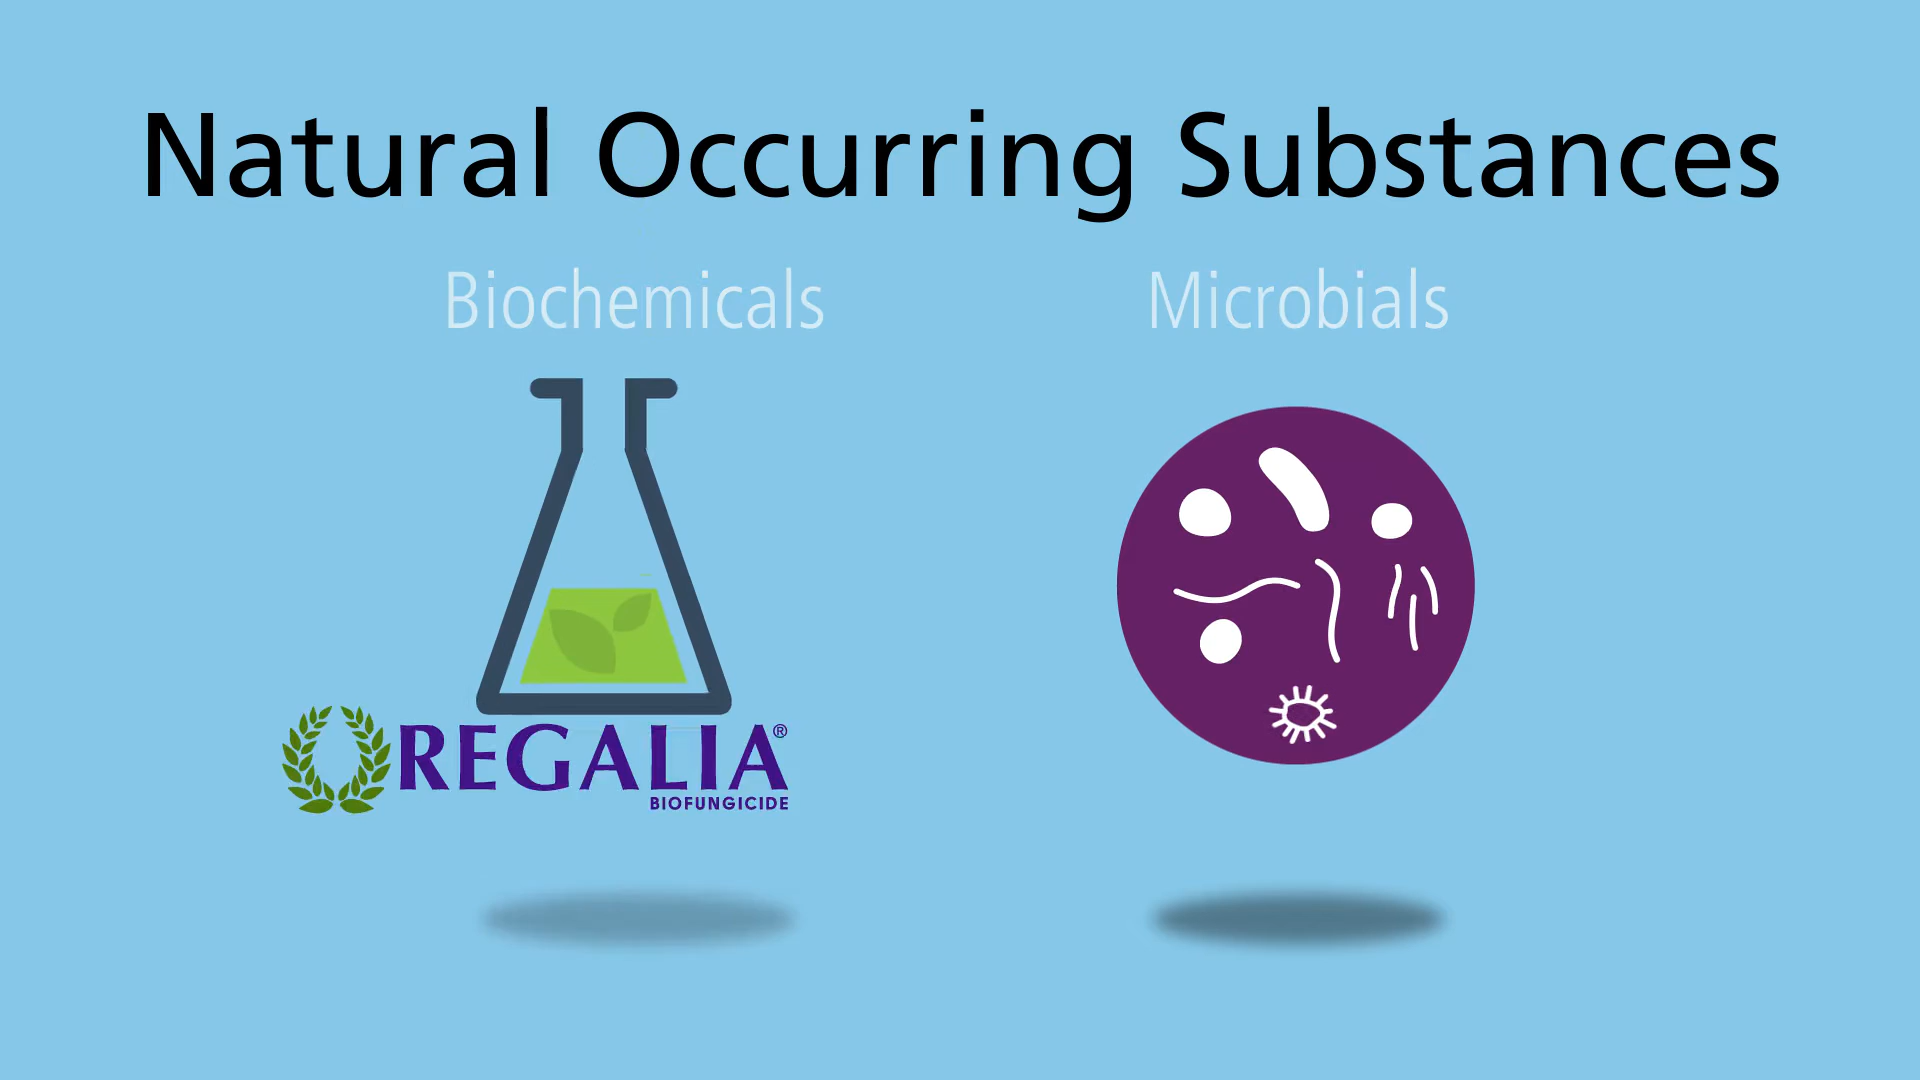 Natural Occurring Substances
Biochemicals
Microbials
REGALIA®
BIOFUNGICIDE